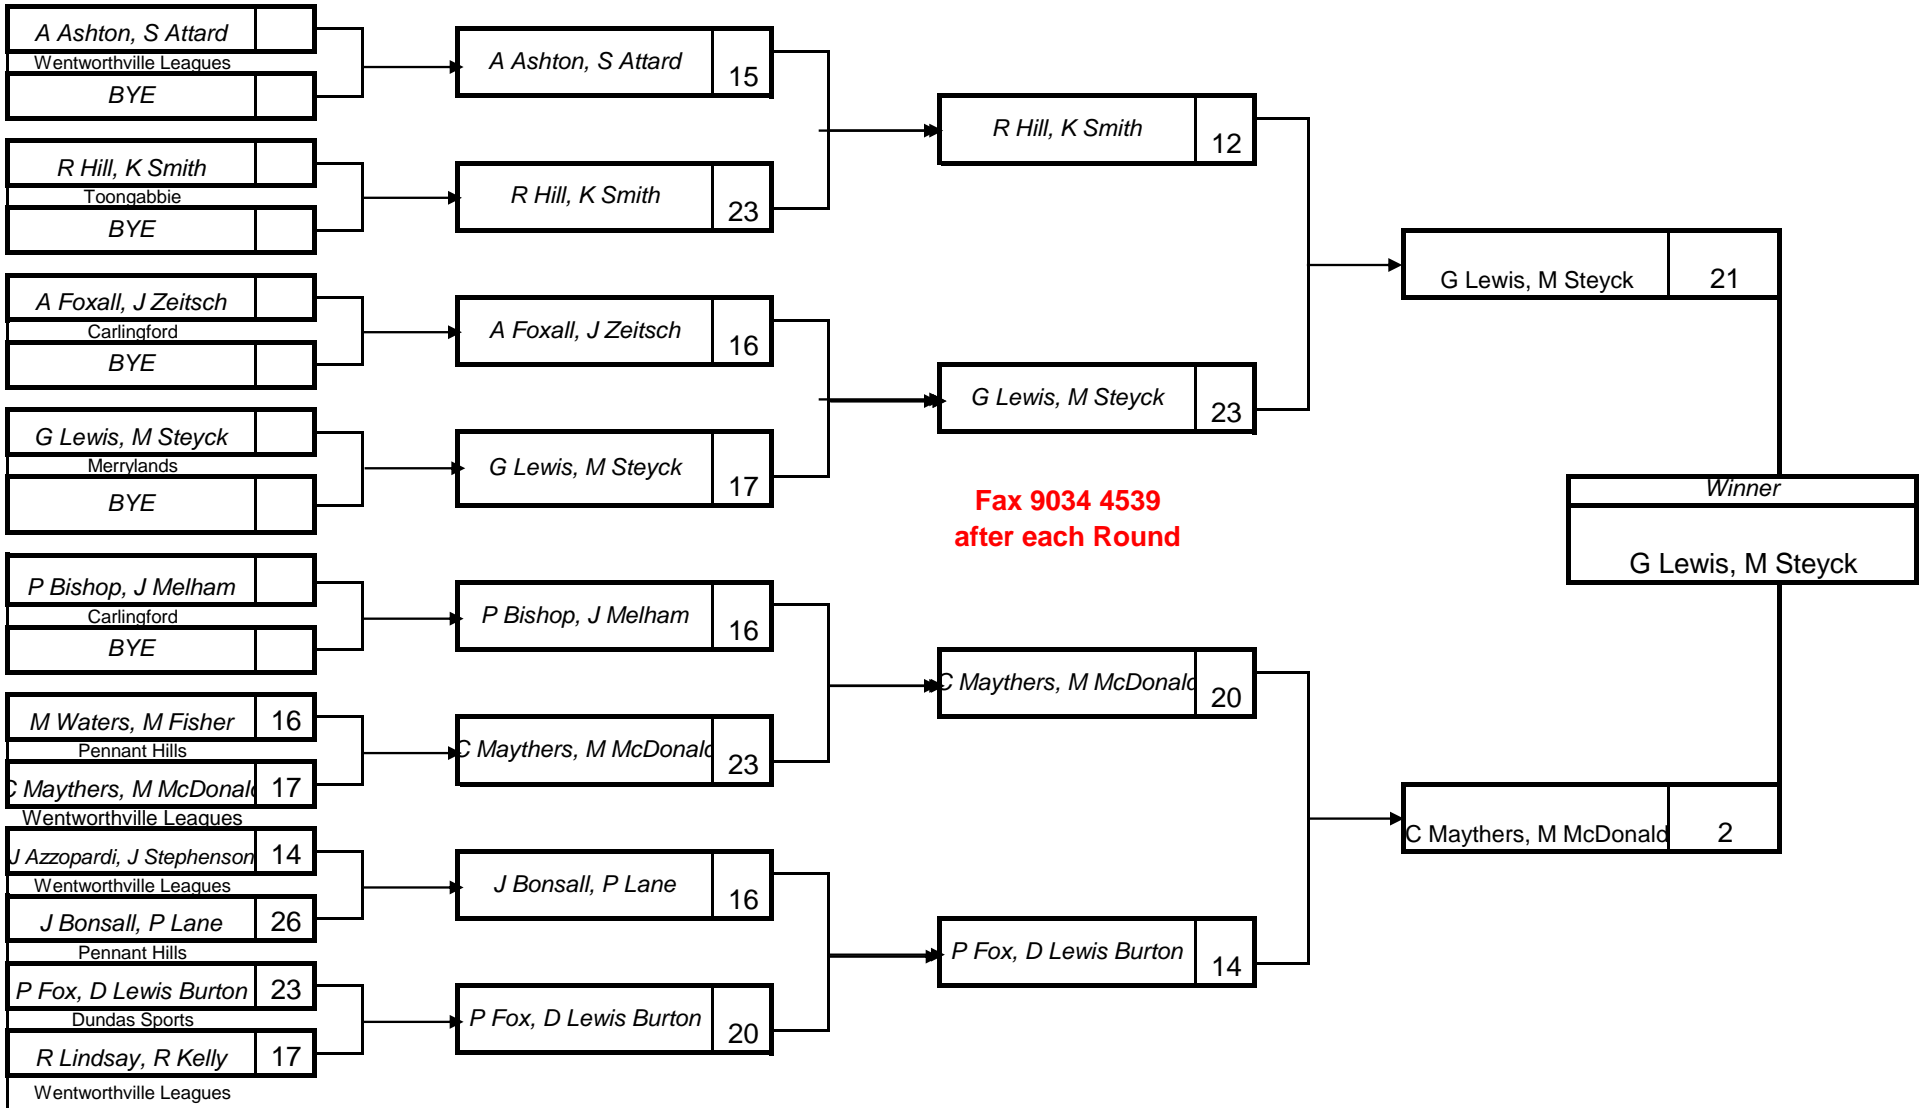 A Ashton, S Attard
Wentworthville Leagues
BYE
R Hill, K Smith
Toongabbie
BYE
A Foxall, J Zeitsch
Carlingford
BYE
G Lewis, M Steyck
Merrylands
BYE
P Bishop, J Melham
Carlingford
BYE
M Waters, M Fisher 16
Pennant Hills
C Maythers, M McDonald 17
Wentworthville Leagues
J Azzopardi, J Stephenson 14
Wentworthville Leagues
J Bonsall, P Lane 26
Pennant Hills
P Fox, D Lewis Burton 23
Dundas Sports
R Lindsay, R Kelly 17
Wentworthville Leagues
A Ashton, S Attard 15
R Hill, K Smith 23
A Foxall, J Zeitsch 16
G Lewis, M Steyck 17
P Bishop, J Melham 16
C Maythers, M McDonald 23
J Bonsall, P Lane 16
P Fox, D Lewis Burton 20
R Hill, K Smith 12
G Lewis, M Steyck 23
Fax 9034 4539
after each Round
C Maythers, M McDonald 20
P Fox, D Lewis Burton 14
G Lewis, M Steyck 21
C Maythers, M McDonald 2
Winner
G Lewis, M Steyck